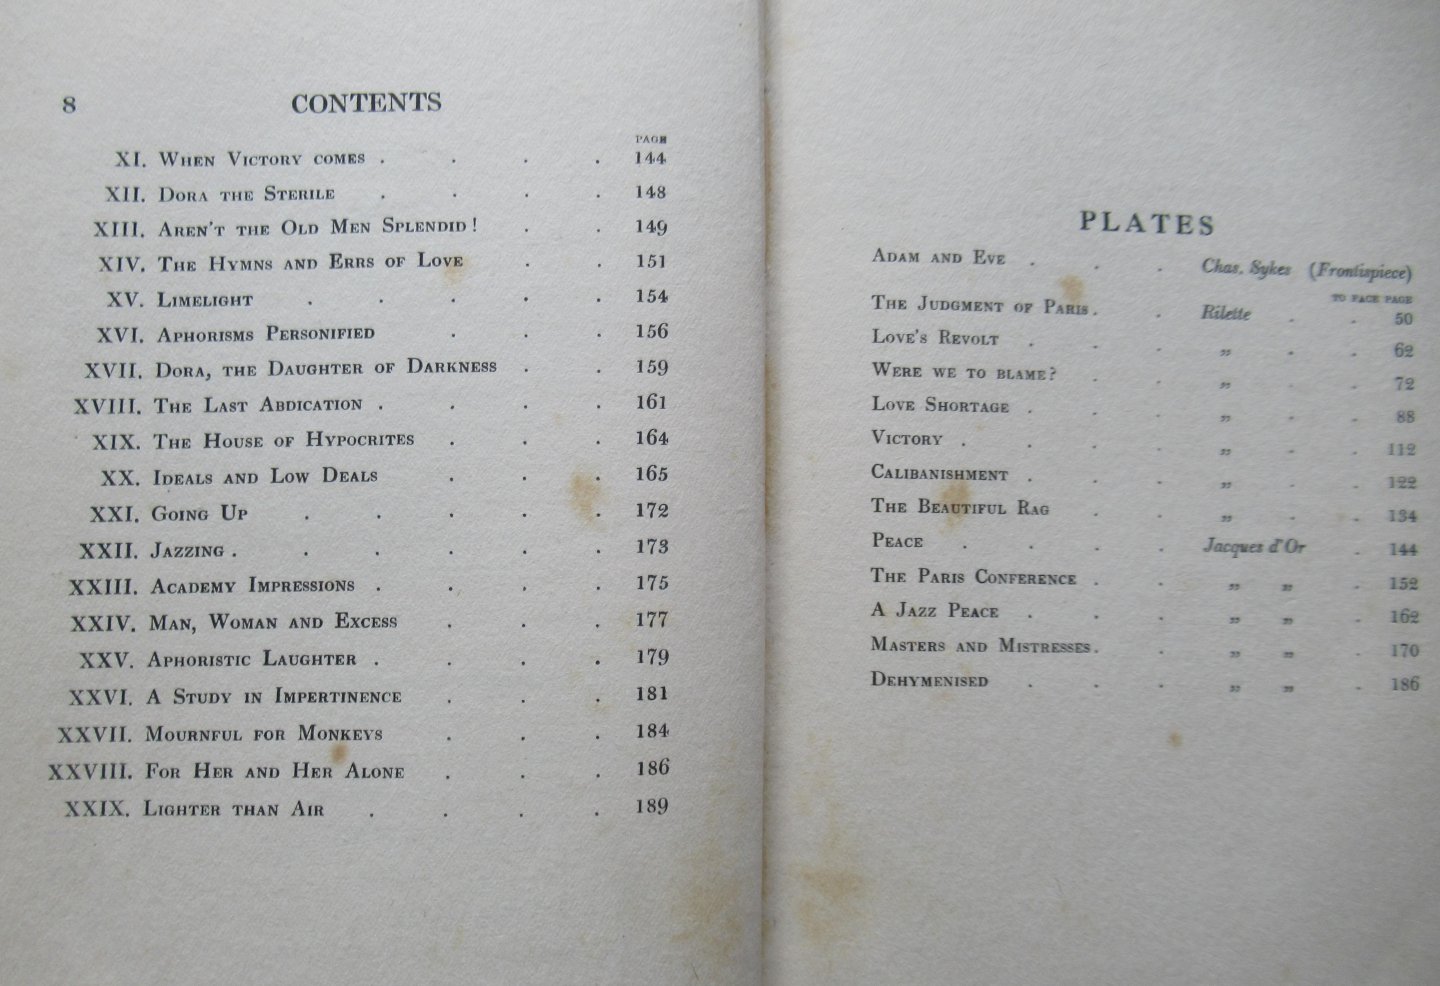 8 CONTENTS
PAGE
XI. When Victory comes . . . . 144
XII. Dora the Sterile . . . . 148
XIII. Aren't the Old Men Splendid! . . 149
XIV. The Hymns and Errs of Love . . 151
XV. Limelight . . . . . 154
XVI. Aphorisms Personified . . . 156
XVII. Dora, the Daughter of Darkness . . 159
XVIII. The Last Abdication . . . . 161
XIX. The House of Hypocrites . . . 164
XX. Ideals and Low Deals . . . 165
XXI. Going Up . . . . . 172
XXII. Jazzing . . . . . . 173
XXIII. Academy Impressions . . . . 175
XXIV. Man, Woman and Excess . . . 177
XXV. Aphoristic Laughter . . . . 179
XXVI. A Study in Impertinence . . . 181
XXVII. Mournful for Monkeys . . . 184
XXVIII. For Her and Her Alone . . . 186
XXIX. Lighter than Air . . . . 189
PLATES
Adam and Eve . . . Chas. Sykes (Frontispiece)
TO FACE PAGE
The Judgment of Paris . . Rilette . . 50
Love's Revolt . . . „ . . 62
Were we to blame? . . „ . . 72
Love Shortage . . . „ . . 88
Victory . . . . „ . . 112
Calibanishment . . . „ . . 122
The Beautiful Rag . . „ . . 134
Peace . . . . Jacques d'Or . 144
The Paris Conference . . „ „ . 152
A Jazz Peace . . . „ „ . 162
Masters and Mistresses . . „ „ . 170
Dehymenised . . . „ „ . 186